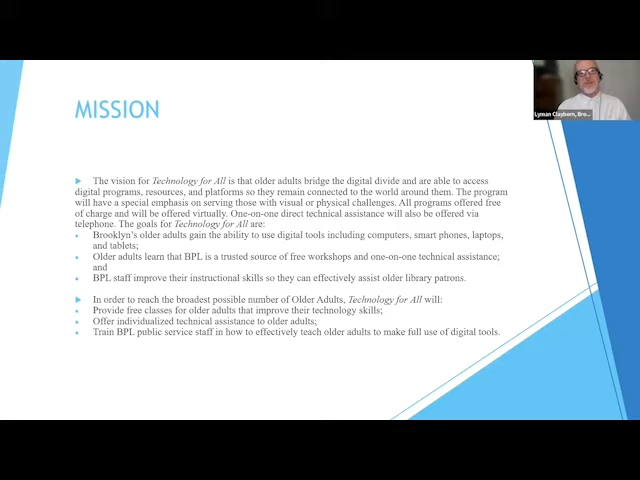 MISSION
The vision for Technology for All is that older adults bridge the digital divide and are able to access
digital programs, resources, and platforms so they remain connected to the world around them. The program
will have a special emphasis on serving those with visual or physical challenges. All programs offered free
of charge and will be offered virtually. One-on-one direct technical assistance will also be offered via
telephone. The goals for Technology for All are:
Brooklyn's older adults gain the ability to use digital tools including computers, smart phones, laptops,
and tablets;
Older adults learn that BPL is a trusted source of free workshops and one-on-one technical assistance;
and
BPL staff improve their instructional skills so they can effectively assist older library patrons.
In order to reach the broadest possible number of Older Adults, Technology for All will:
Provide free classes for older adults that improve their technology skills;
Offer individualized technical assistance to older adults;
Train BPL public service staff in how to effectively teach older adults to make full use of digital tools.
Lyman Clayborn, Bro...